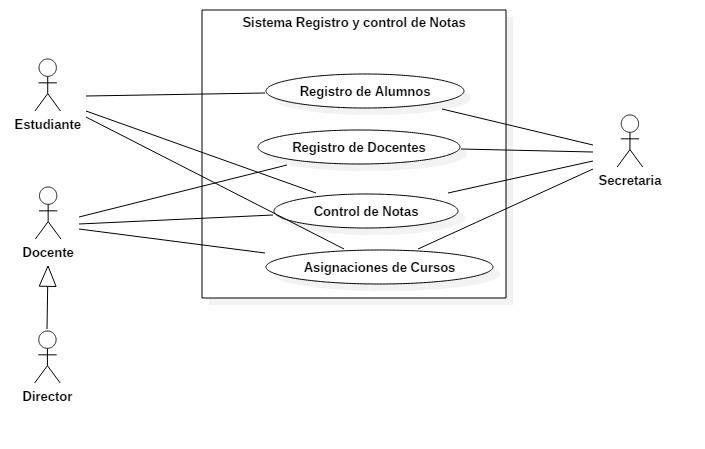 Sistema Registro y control de Notas
Registro de Alumnos
Estudiante
Registro de Docentes
Secretaria
Control de Notas
Docente
Asignaciones de Cursos
Director